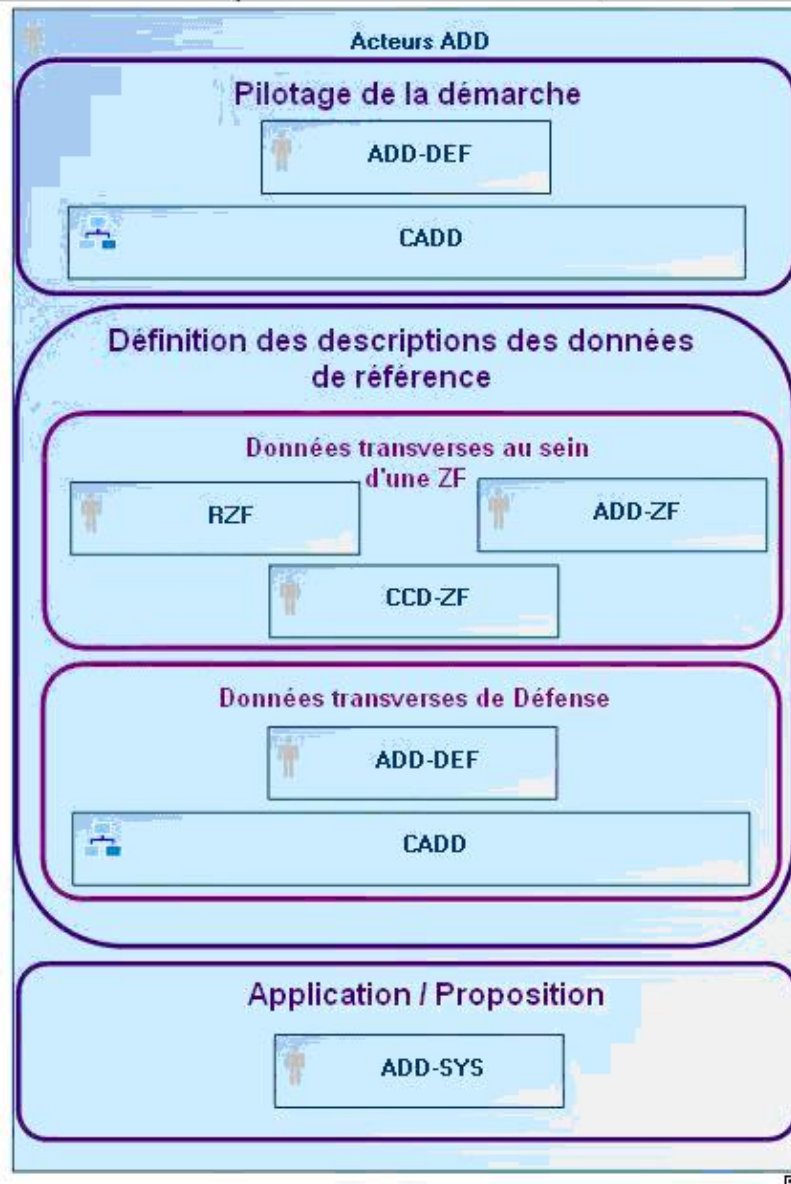 Acteurs ADD
Pilotage de la démarche
ADD-DEF
CADD
Définition des descriptions des données
de référence
Données transverses au sein
d'une ZF
RZF
ADD-ZF
CCD-ZF
Données transverses de Défense
ADD-DEF
CADD
Application / Proposition
ADD-SYS